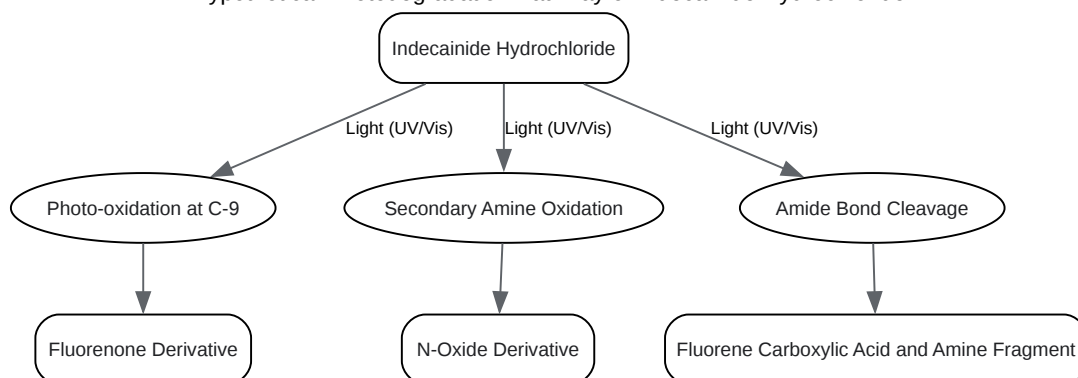 Indecainide Hydrochloride
Light (UV/Vis) Light (UV/Vis) Light (UV/Vis)
Photo-oxidation at C-9 Secondary Amine Oxidation Amide Bond Cleavage
Fluorenone Derivative N-Oxide Derivative Fluorene Carboxylic Acid and Amine Fragment